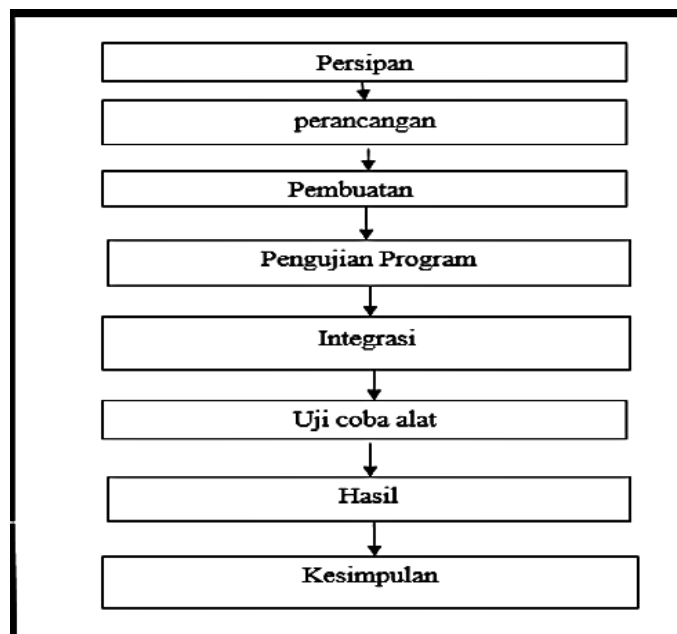 Persipan
perancangan
Pembuatan
Pengujian Program
Integrasi
Uji coba alat
Hasil
Kesimpulan